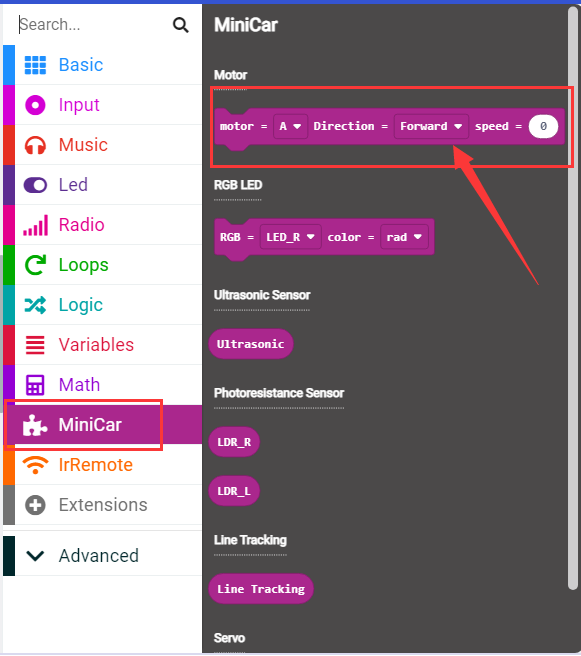 Search...
Basic
Input
Music
Led
Radio
Loops
Logic
Variables
Math
MiniCar
IrRemote
Extensions
Advanced
MiniCar
Motor
motor = A Direction = Forward speed = 0
RGB LED
RGB = LED_R color = rad
Ultrasonic Sensor
Ultrasonic
Photoresistance Sensor
LDR_R
LDR_L
Line Tracking
Line Tracking
Servo